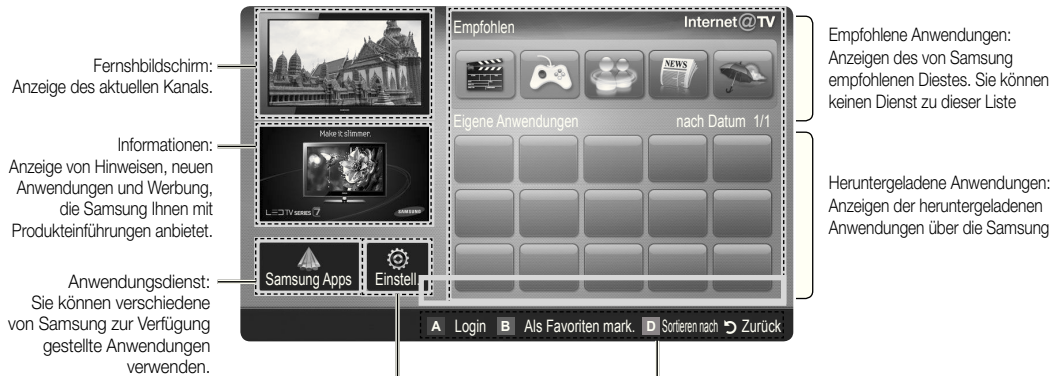 Fernshbildschirm:
Anzeige des aktuellen Kanals.
Informationen:
Anzeige von Hinweisen, neuen
Anwendungen und Werbung,
die Samsung Ihnen mit
Produkteinführungen anbietet.
Anwendungsdienst:
Sie können verschiedene
von Samsung zur Verfügung
gestellte Anwendungen
verwenden.
Make it slimmer.
LED TV SERIES 7
SAMSUNG
Samsung Apps
Einstell.
Empfohlen
Internet@TV
NEWS
Eigene Anwendungen
nach Datum 1/1
A Login B Als Favoriten mark. D Sortieren nach Zurück
Empfohlene Anwendungen:
Anzeigen des von Samsung
empfohlenen Diestes. Sie können
keinen Dienst zu dieser Liste
Heruntergeladene Anwendungen:
Anzeigen der heruntergeladenen
Anwendungen über die Samsung